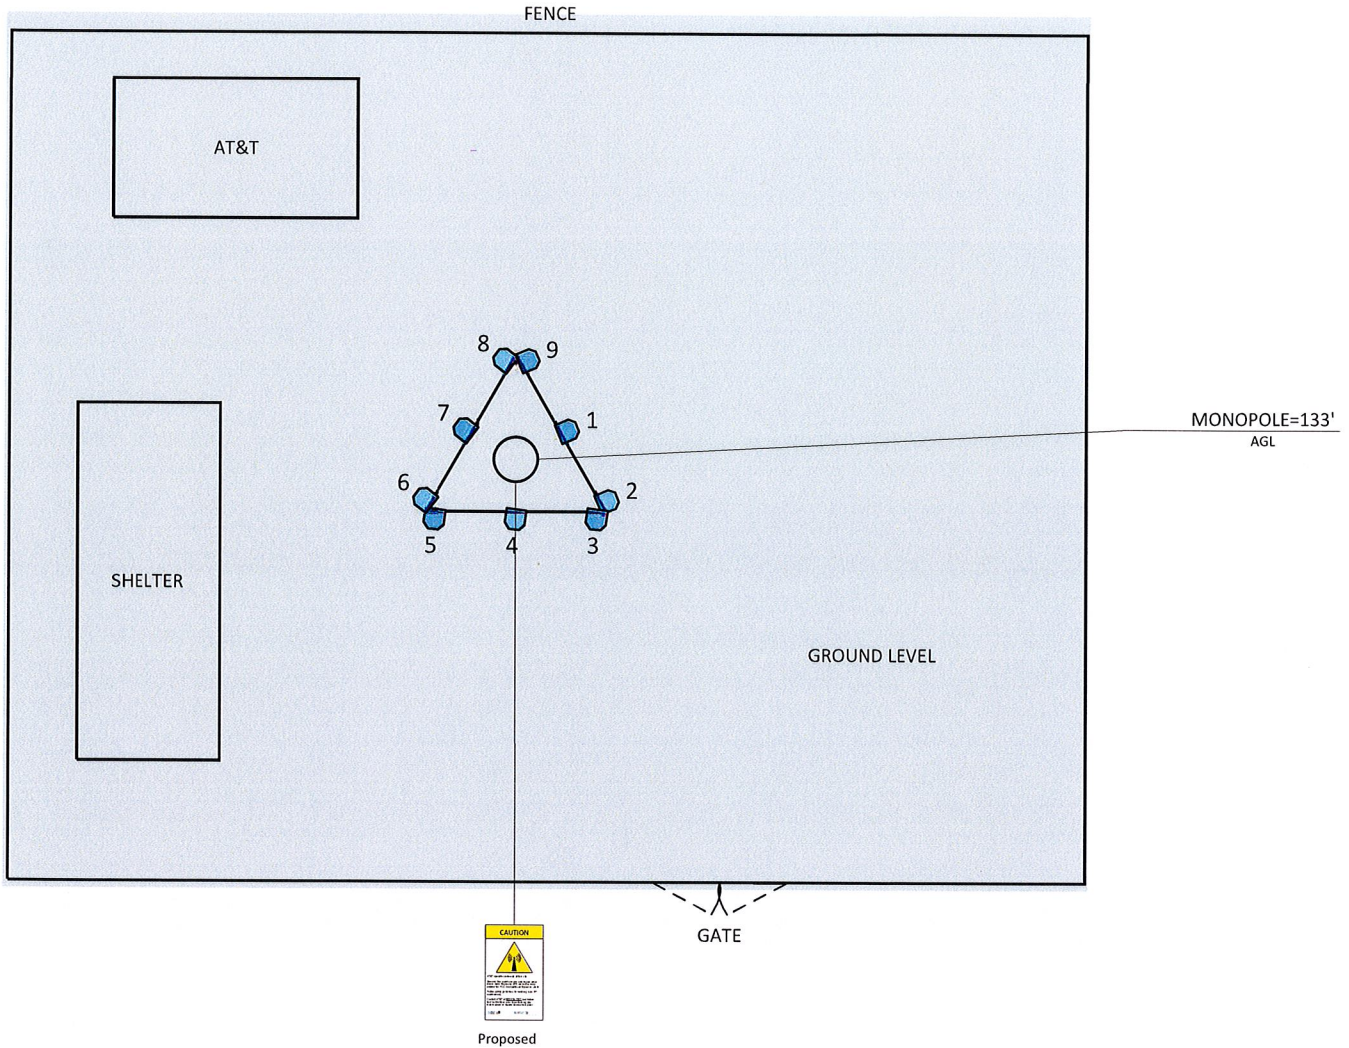 FENCE
AT&T
8
9
7
1
MONOPOLE=133'
AGL
6
2
5
4
3
SHELTER
GROUND LEVEL
GATE
CAUTION
Proposed